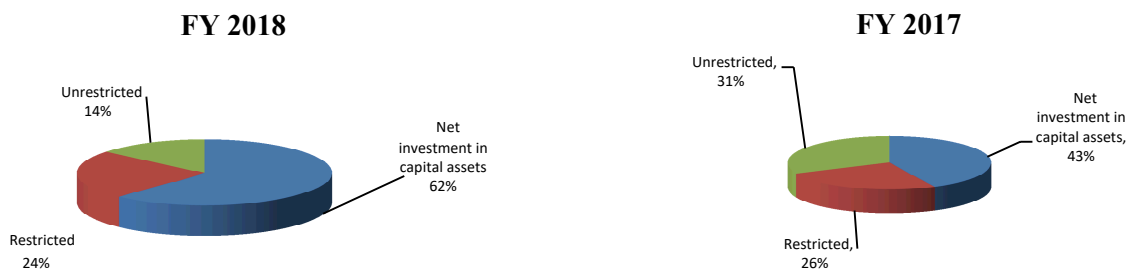 FY 2018
Unrestricted
14%
Net
investment in
capital assets
62%
Restricted
24%
FY 2017
Unrestricted,
31%
Net
investment in
capital assets,
43%
Restricted,
26%